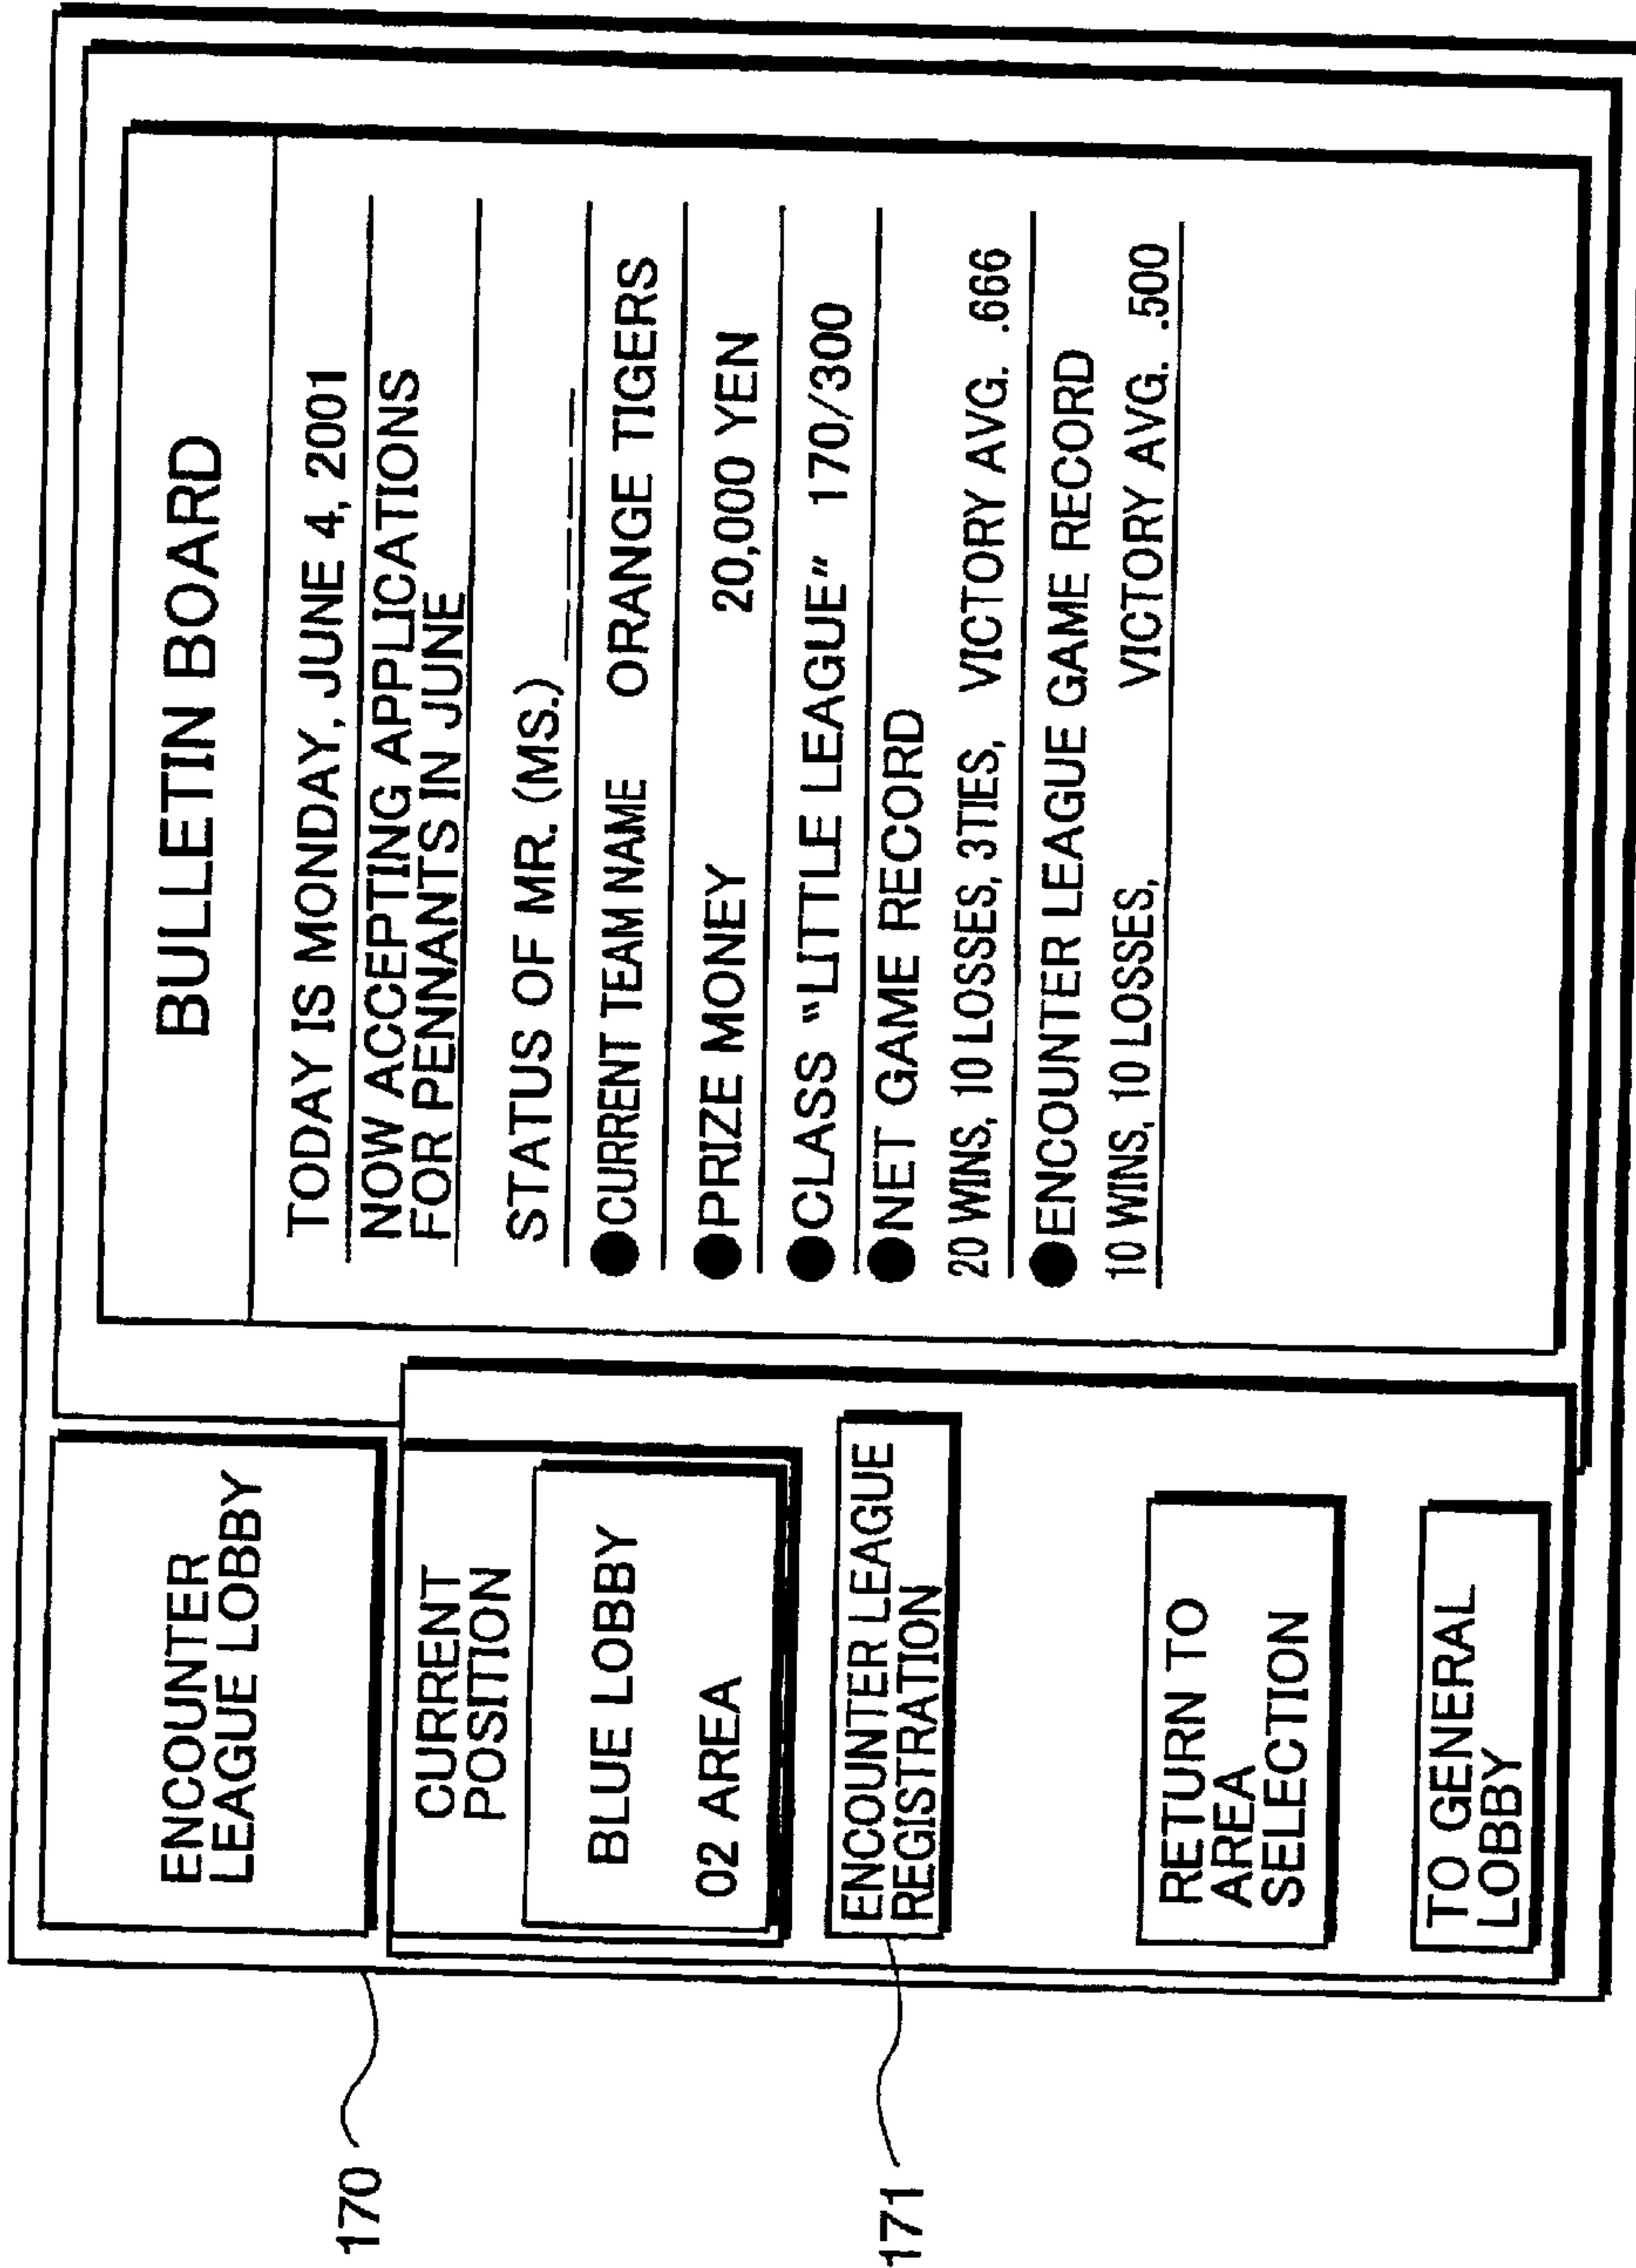 ENCOUNTER
LEAGUE LOBBY
CURRENT
POSITION
BLUE LOBBY
02 AREA
ENCOUNTER LEAGUE
REGISTRATION
RETURN TO
AREA
SELECTION
TO GENERAL
LOBBY
BULLETIN BOARD
TODAY IS MONDAY, JUNE 4, 2001
NOW ACCEPTING APPLICATIONS
FOR PENNANTS IN JUNE
STATUS OF MR. (MS.)
●CURRENT TEAM NAME ORANGE TIGERS
●PRIZE MONEY 20,000 YEN
●CLASS "LITTLE LEAGUE" 170/300
●NET GAME RECORD
20 WINS, 10 LOSSES, 3TIES, VICTORY AVG. .666
●ENCOUNTER LEAGUE GAME RECORD
10 WINS, 10 LOSSES, VICTORY AVG. .500
170
171